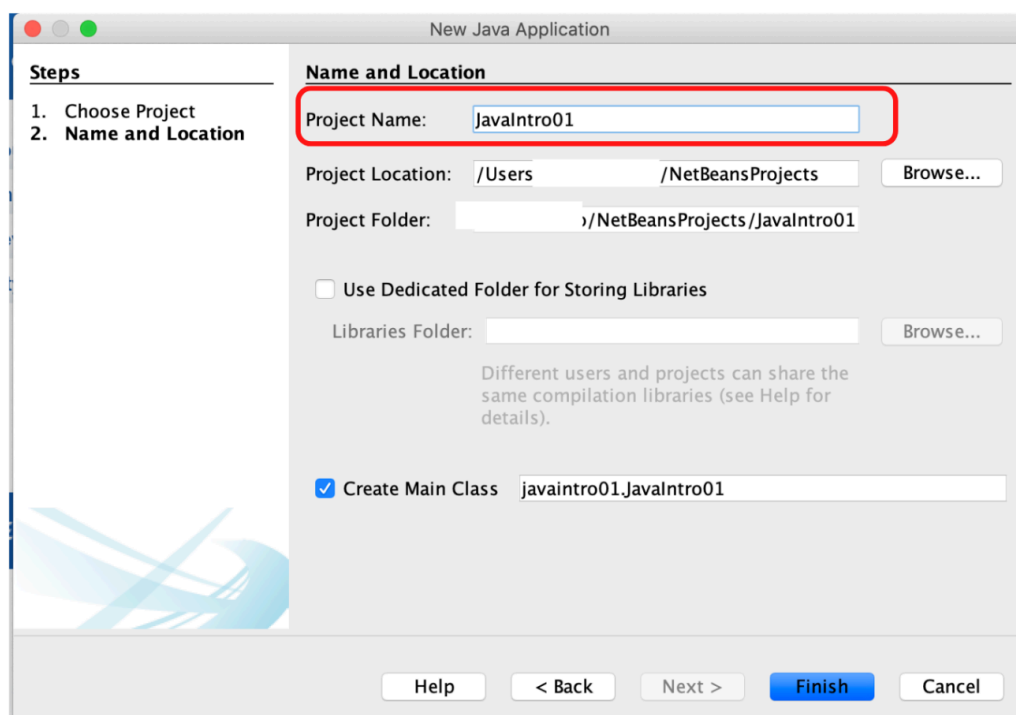 New Java Application
Steps
1. Choose Project
2. Name and Location
Name and Location
Project Name: JavaIntro01
Project Location: /Users /NetBeansProjects Browse...
Project Folder: /NetBeansProjects/JavaIntro01
Use Dedicated Folder for Storing Libraries
Libraries Folder: Browse...
Different users and projects can share the
same compilation libraries (see Help for
details).
Create Main Class javaintro01.JavaIntro01
Help < Back Next > Finish Cancel